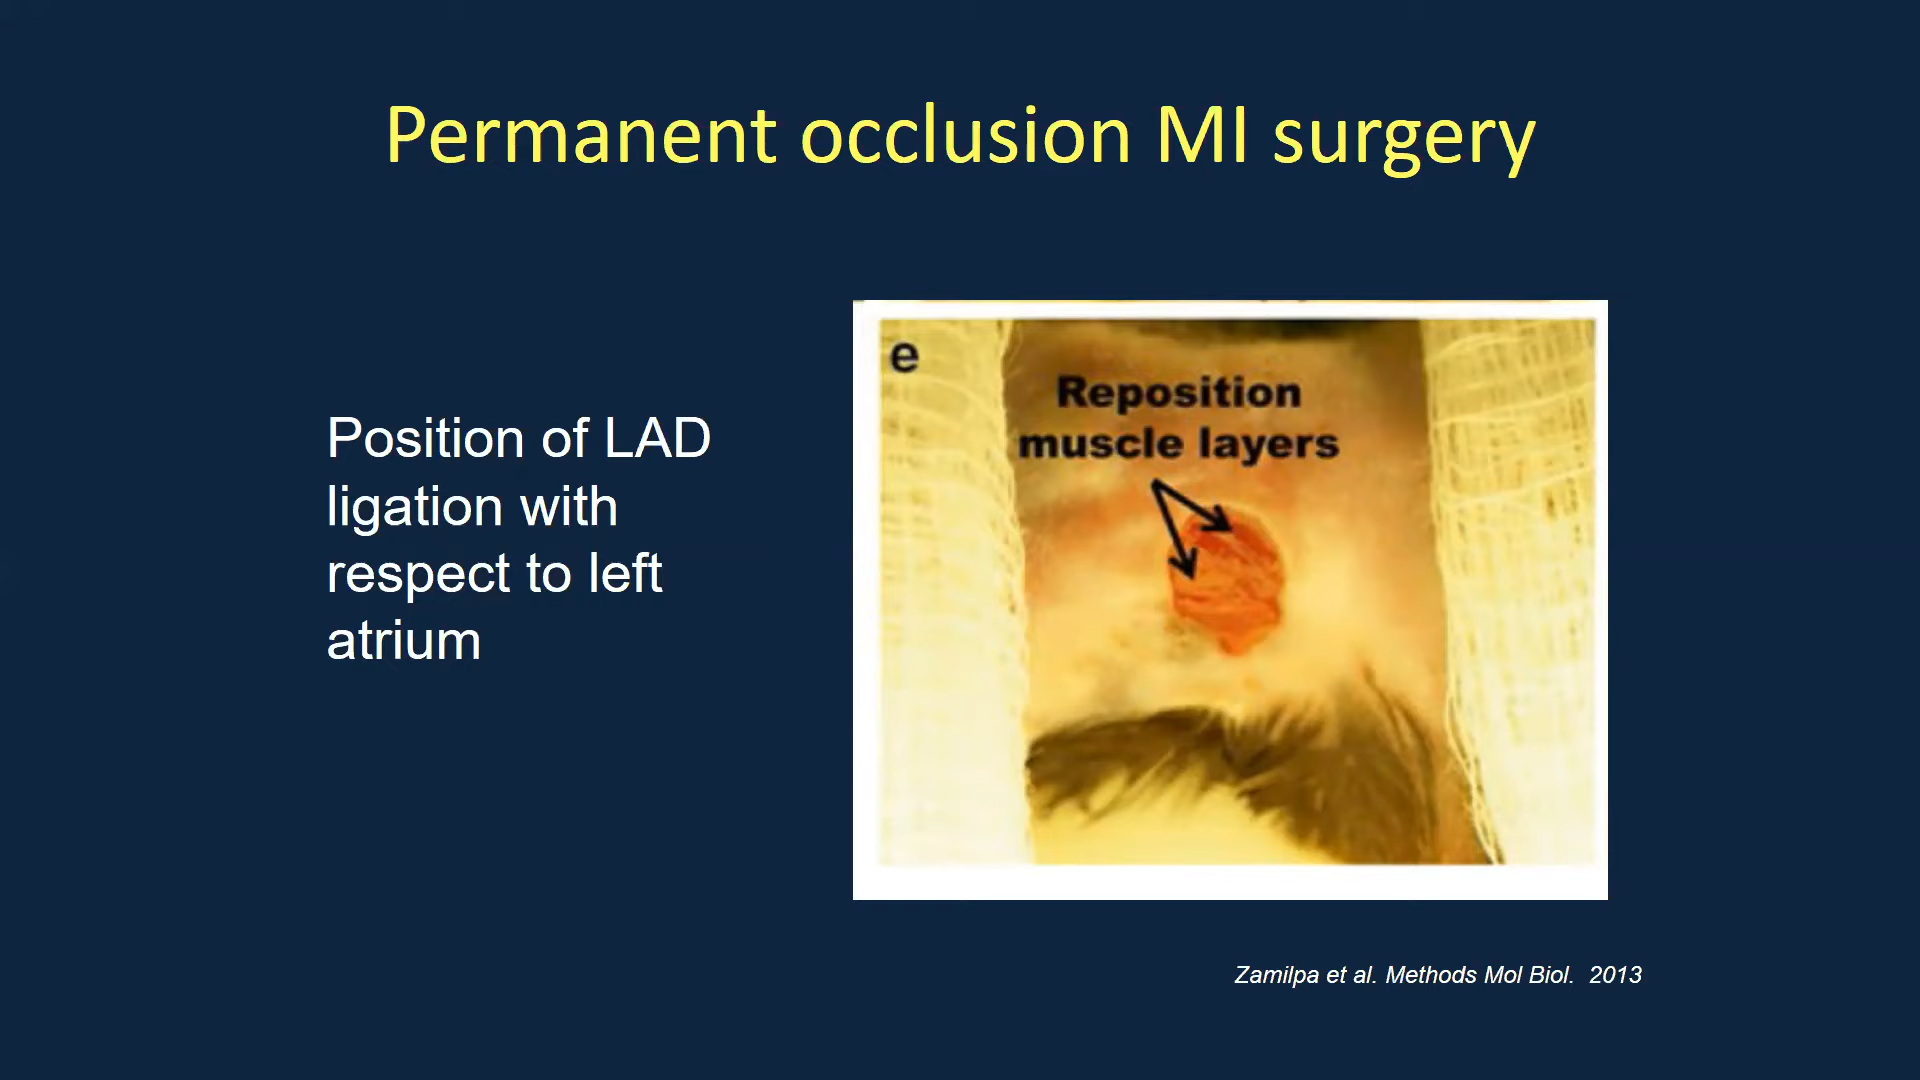 Permanent occlusion MI surgery
Position of LAD
ligation with
respect to left
atrium
e
Reposition
muscle layers
Zamilpa et al. Methods Mol Biol. 2013